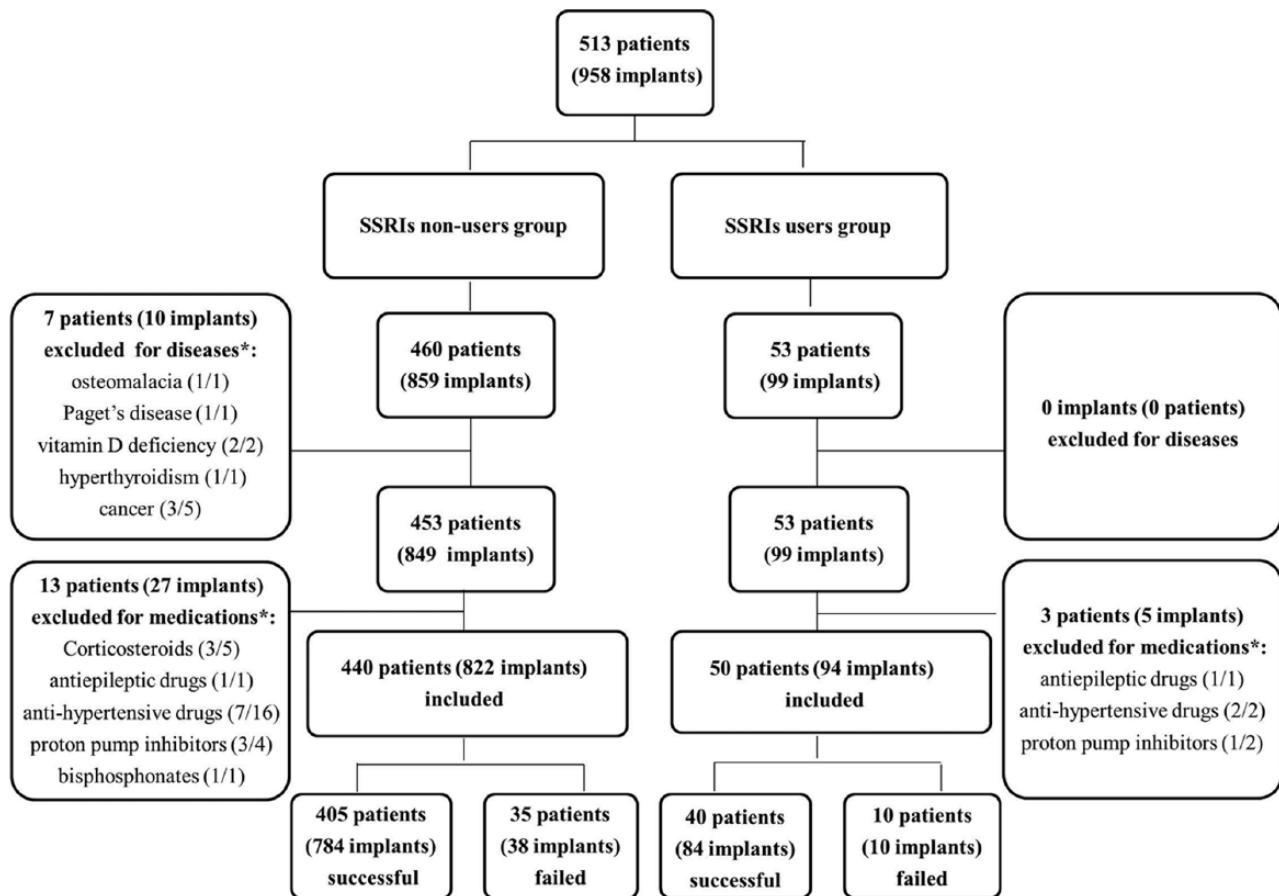 513 patients
(958 implants)
SSRIs non-users group
SSRIs users group
7 patients (10 implants)
excluded for diseases*:
osteomalacia (1/1)
Paget's disease (1/1)
vitamin D deficiency (2/2)
hyperthyroidism (1/1)
cancer (3/5)
460 patients
(859 implants)
53 patients
(99 implants)
0 implants (0 patients)
excluded for diseases
453 patients
(849 implants)
53 patients
(99 implants)
13 patients (27 implants)
excluded for medications*:
Corticosteroids (3/5)
antiepileptic drugs (1/1)
anti-hypertensive drugs (7/16)
proton pump inhibitors (3/4)
bisphosphonates (1/1)
440 patients (822 implants)
included
50 patients (94 implants)
included
3 patients (5 implants)
excluded for medications*:
antiepileptic drugs (1/1)
anti-hypertensive drugs (2/2)
proton pump inhibitors (1/2)
405 patients
(784 implants)
successful
35 patients
(38 implants)
failed
40 patients
(84 implants)
successful
10 patients
(10 implants)
failed